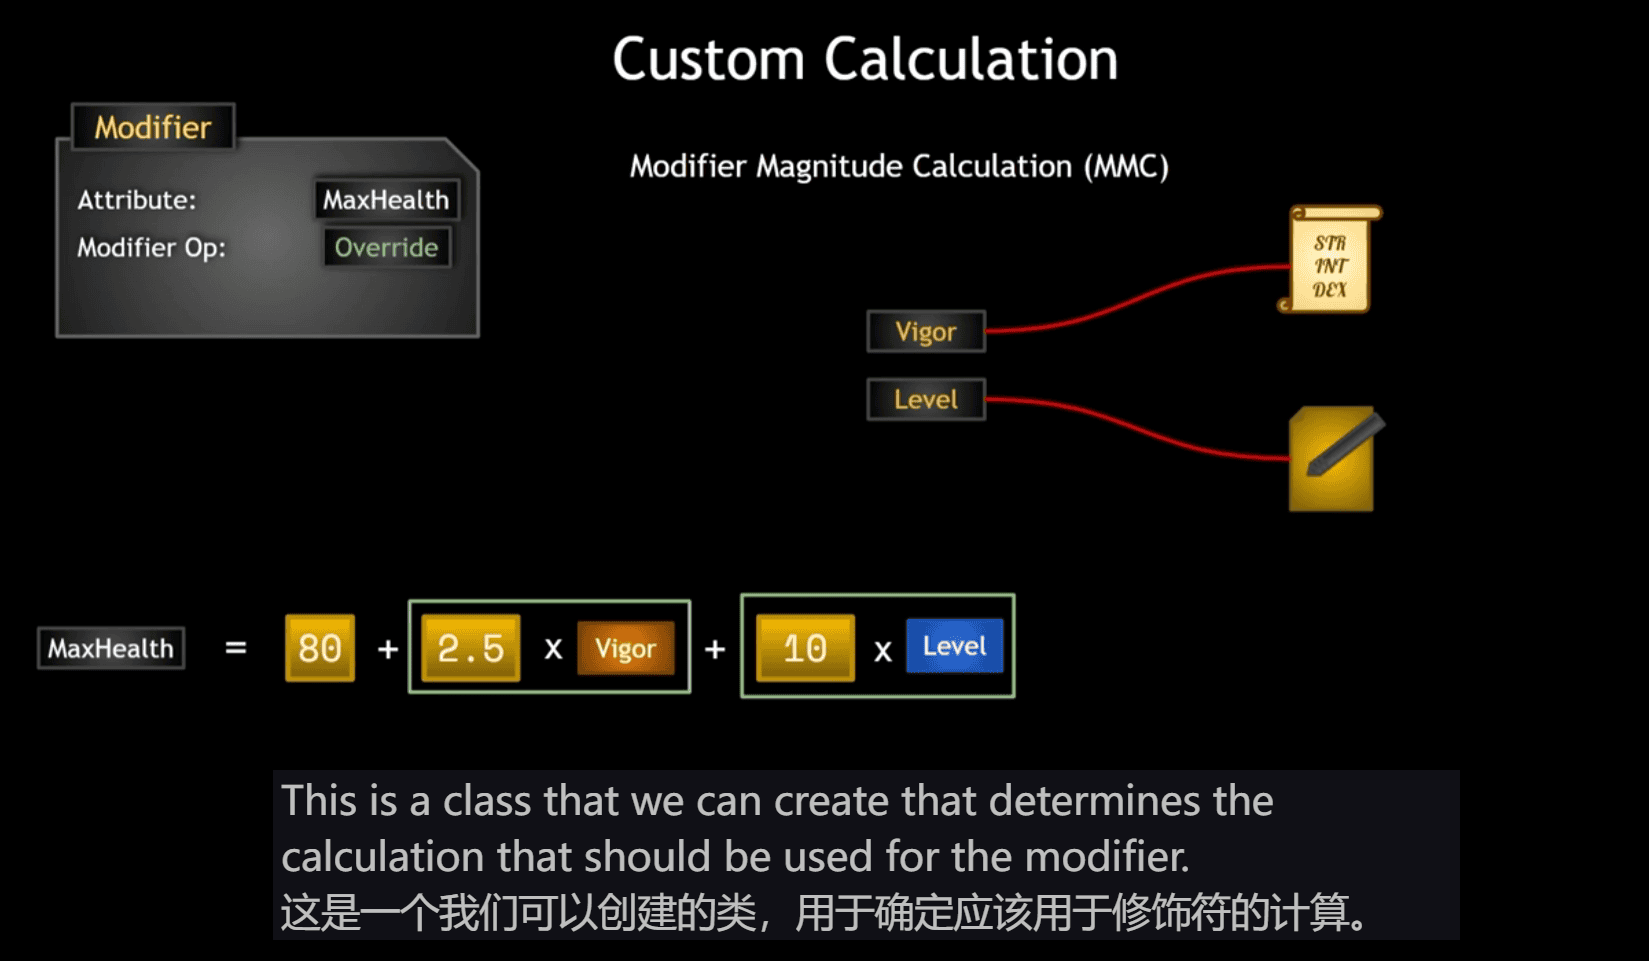 Custom Calculation
Modifier
Attribute: MaxHealth
Modifier Op: Override
Modifier Magnitude Calculation (MMC)
STR
INT
DEX
Vigor
Level
MaxHealth = 80 + 2.5 x Vigor + 10 x Level
This is a class that we can create that determines the
calculation that should be used for the modifier.
这是一个我们可以创建的类，用于确定应该用于修饰符的计算。